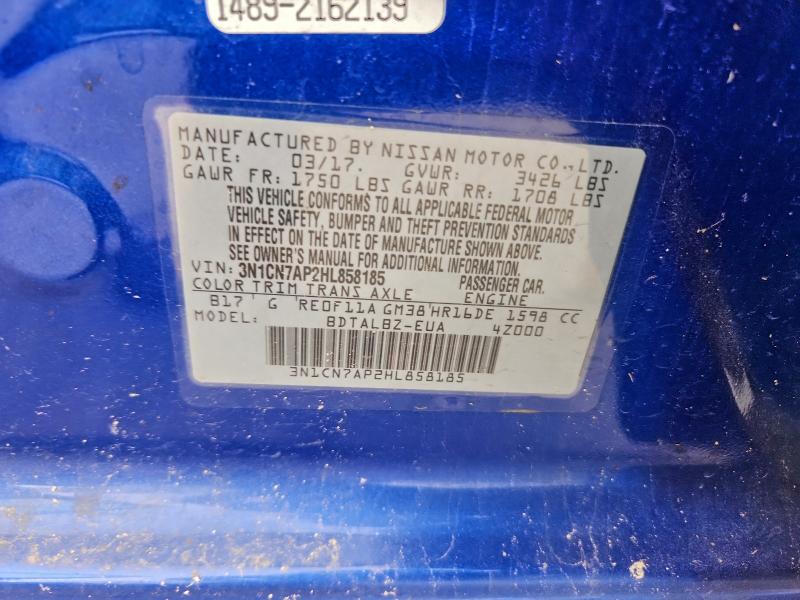 1489-2162139
MANUFACTURED BY NISSAN MOTOR CO., LTD.
DATE: 03/17. GVWR: 3426 LBS
GAWR FR: 1750 LBS GAWR RR: 1708 LBS
THIS VEHICLE CONFORMS TO ALL APPLICABLE FEDERAL MOTOR
VEHICLE SAFETY, BUMPER AND THEFT PREVENTION STANDARDS
IN EFFECT ON THE DATE OF MANUFACTURE SHOWN ABOVE.
SEE OWNER'S MANUAL FOR ADDITIONAL INFORMATION.
VIN: 3N1CN7AP2HL858185 PASSENGER CAR.
COLOR TRIM TRANS AXLE ENGINE
B17 G RE0F11A GM38 HR16DE 1598 CC
MODEL: BDTALBZ-EUA 4Z000
3N1CN7AP2HL858185